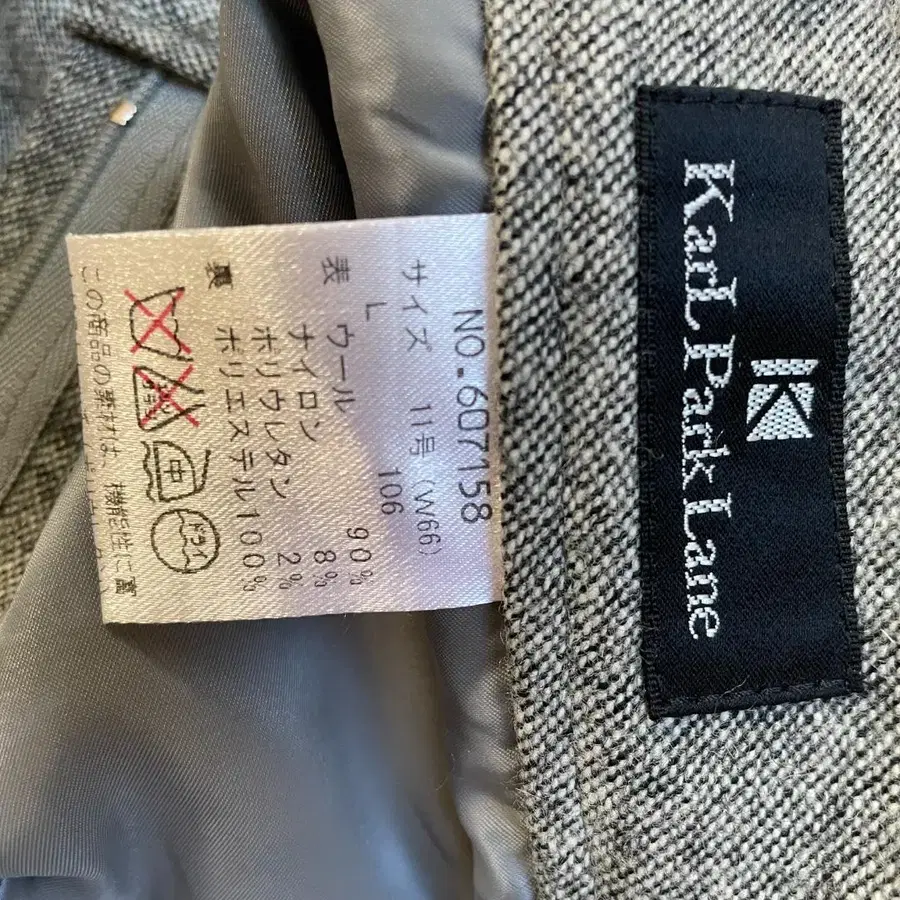 NO.607158
サイズ 11号(W66)
L 106
表 ウール 90%
ナイロン 8%
ポリウレタン 2%
裏 ポリエステル100%
ドライ
この商品の素材は、機能性に
K
KarL Park Lane